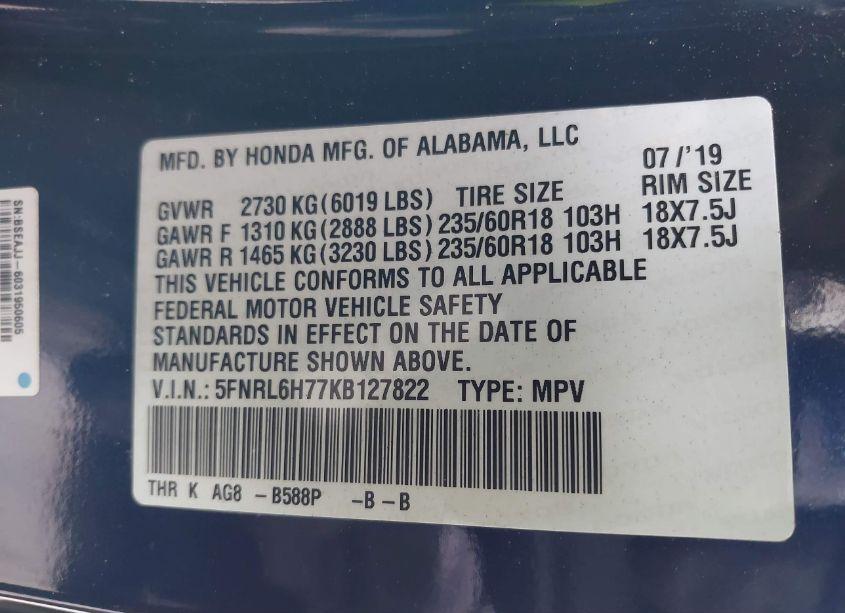 MFD. BY HONDA MFG. OF ALABAMA, LLC 07/'19
GVWR 2730 KG(6019 LBS) TIRE SIZE RIM SIZE
GAWR F 1310 KG(2888 LBS) 235/60R18 103H 18X7.5J
GAWR R 1465 KG(3230 LBS) 235/60R18 103H 18X7.5J
THIS VEHICLE CONFORMS TO ALL APPLICABLE
FEDERAL MOTOR VEHICLE SAFETY
STANDARDS IN EFFECT ON THE DATE OF
MANUFACTURE SHOWN ABOVE.
V.I.N.: 5FNRL6H77KB127822 TYPE: MPV
THR K AG8 -B588P -B-B
SN:BSEAJJ-6031950605